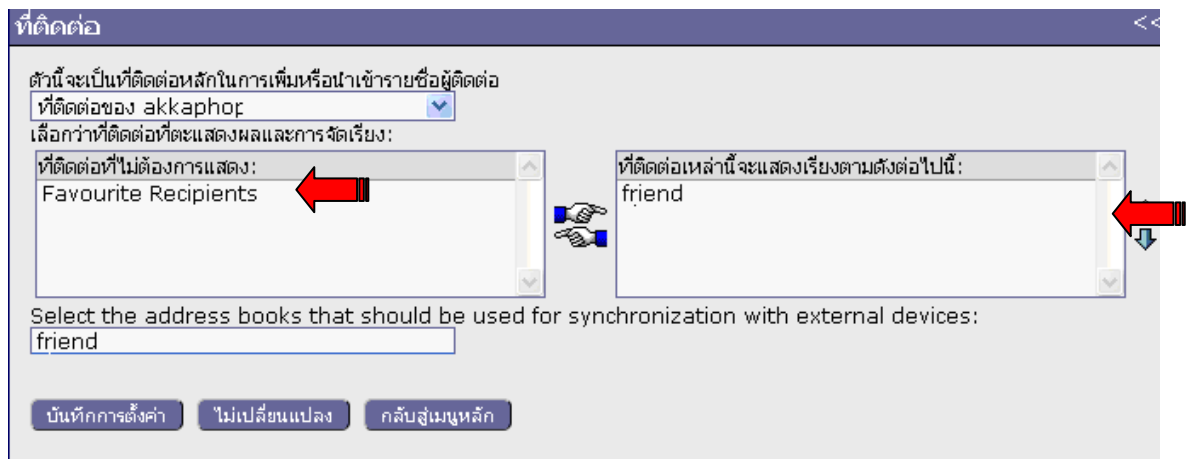 ที่ติดต่อ <<
ตัวนี้จะเป็นที่ติดต่อหลักในการเพิ่มหรือนำเข้ารายชื่อผู้ติดต่อ
ที่ติดต่อของ akkaphop
เลือกว่าที่ติดต่อที่ตะแสดงผลและการจัดเรียง:
ที่ติดต่อที่ไม่ต้องการแสดง: ที่ติดต่อเหล่านี้จะแสดงเรียงตามดังต่อไปนี้:
Favourite Recipients friend
Select the address books that should be used for synchronization with external devices:
friend
บันทึกการตั้งค่า ไม่เปลี่ยนแปลง กลับสู่เมนูหลัก